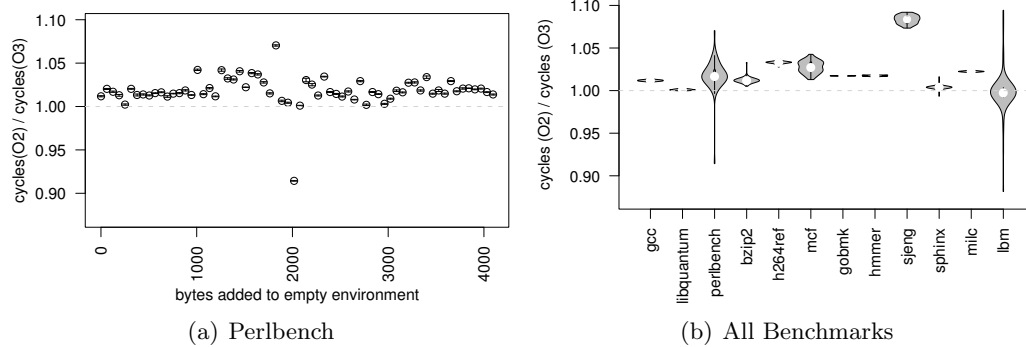 cycles(O2) / cycles(O3)
1.10
1.05
1.00
0.95
0.90
0
1000
2000
3000
4000
bytes added to empty environment
(a) Perlbench
cycles (O2) / cycles (O3)
1.10
1.05
1.00
0.95
0.90
gcc
libquantum
perlbench
bzip2
h264ref
mcf
gobmk
hmmer
sjeng
sphinx
milc
lbm
(b) All Benchmarks